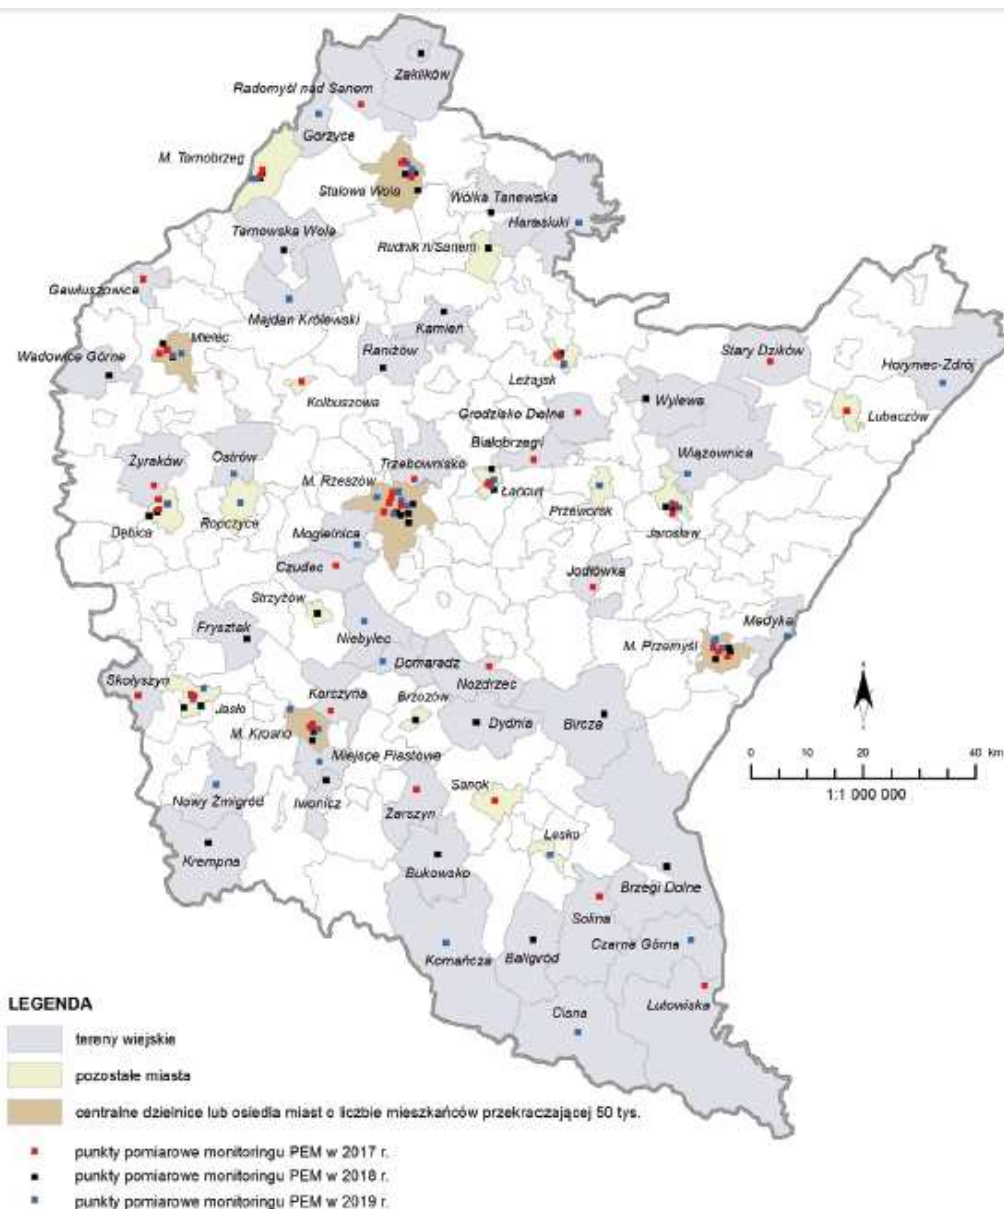 Zaklików
Radomyśl nad Sanem
Gorzyce
M. Tarnobrzeg
Stalowa Wola
Wólka Tanewska
Harasiuki
Tarnowska Wola
Rudnik n/Sanem
Gawłuszowice
Majdan Królewski
Kamień
Mielec
Wadowice Górne
Raniżów
Stary Dzików
Horyniec-Zdrój
Leżajsk
Kolbuszowa
Wylewa
Grodzisko Dolne
Lubaczów
Białobrzegi
Żyraków
Ostrów
Trzebownisko
Wiązownica
M. Rzeszów
Łańcut
Przeworsk
Ropczyce
Dębica
Jarosław
Mogielnica
Czudec
Jodłówka
Strzyżów
Medyka
Frysztak
Niebylec
M. Przemyśl
Domaradz
Skołyszyn
Nozdrzec
Korczyna
Brzozów
Jasło
Dydnia
Bircza
M. Krosno
Miejsce Piastowe
Sanok
Nowy Żmigród
Iwonicz
Zarszyn
Lesko
Krempna
Bukowsko
Brzegi Dolne
Solina
Czarna Górna
Komańcza
Baligród
Lutowiska
Cisna
0 10 20 40 km
1:1 000 000
LEGENDA
tereny wiejskie
pozostałe miasta
centralne dzielnice lub osiedla miast o liczbie mieszkańców przekraczającej 50 tys.
punkty pomiarowe monitoringu PEM w 2017 r.
punkty pomiarowe monitoringu PEM w 2018 r.
punkty pomiarowe monitoringu PEM w 2019 r.